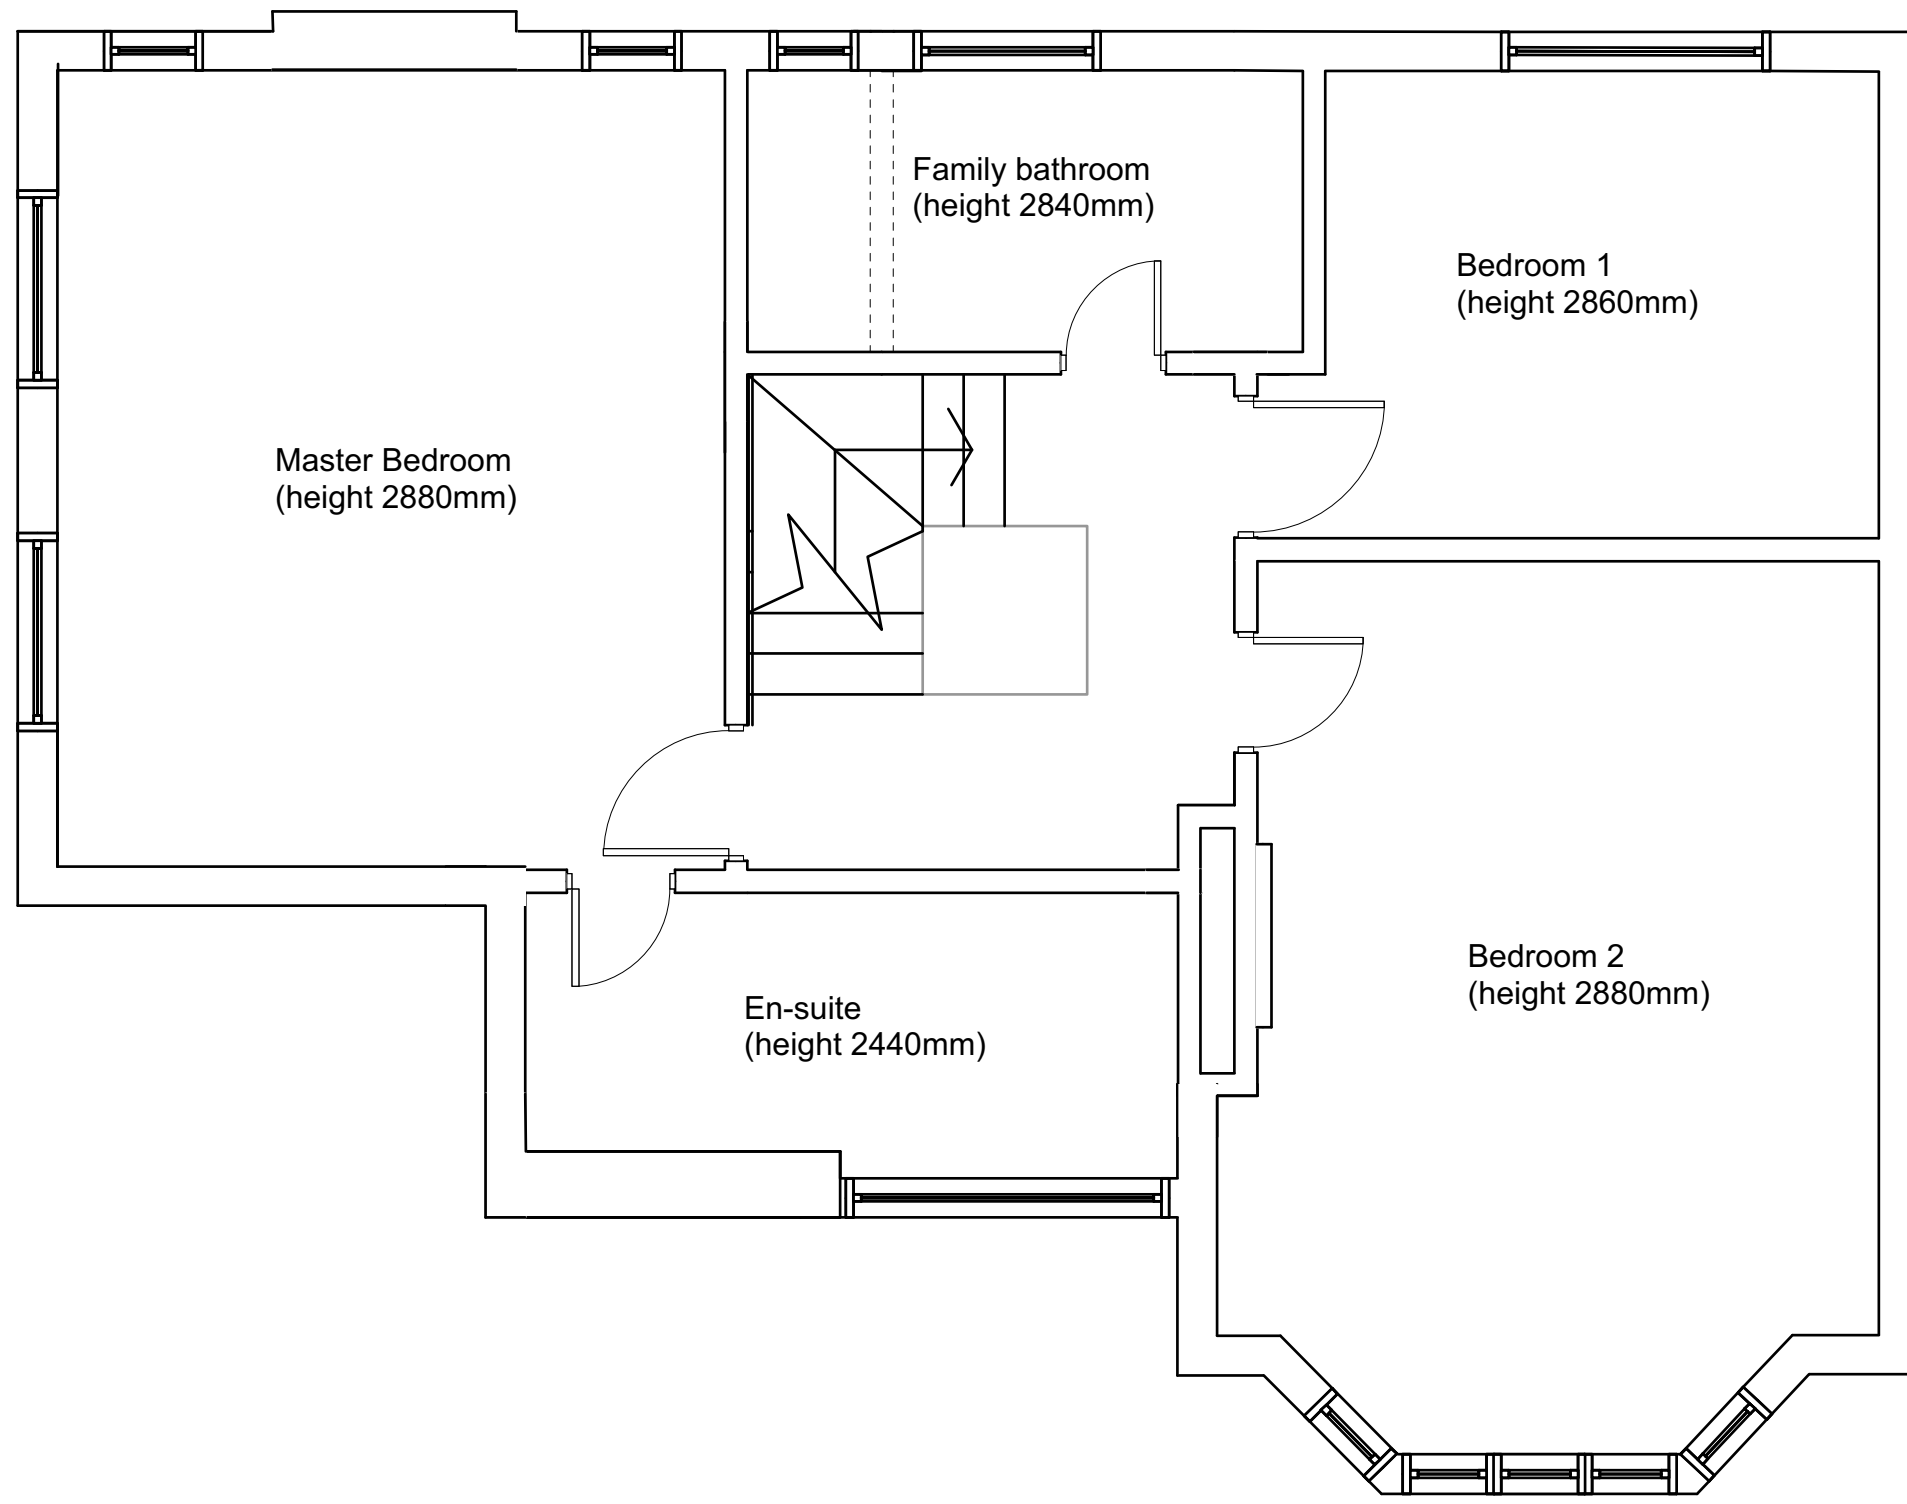 Family bathroom
(height 2840mm)
Bedroom 1
(height 2860mm)
Master Bedroom
(height 2880mm)
Bedroom 2
(height 2880mm)
En-suite
(height 2440mm)